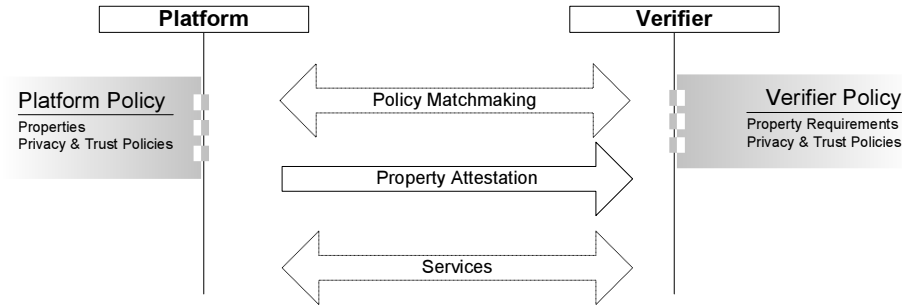 Platform
Verifier
Platform Policy
Properties
Privacy & Trust Policies
Policy Matchmaking
Verifier Policy
Property Requirements
Privacy & Trust Policies
Property Attestation
Services